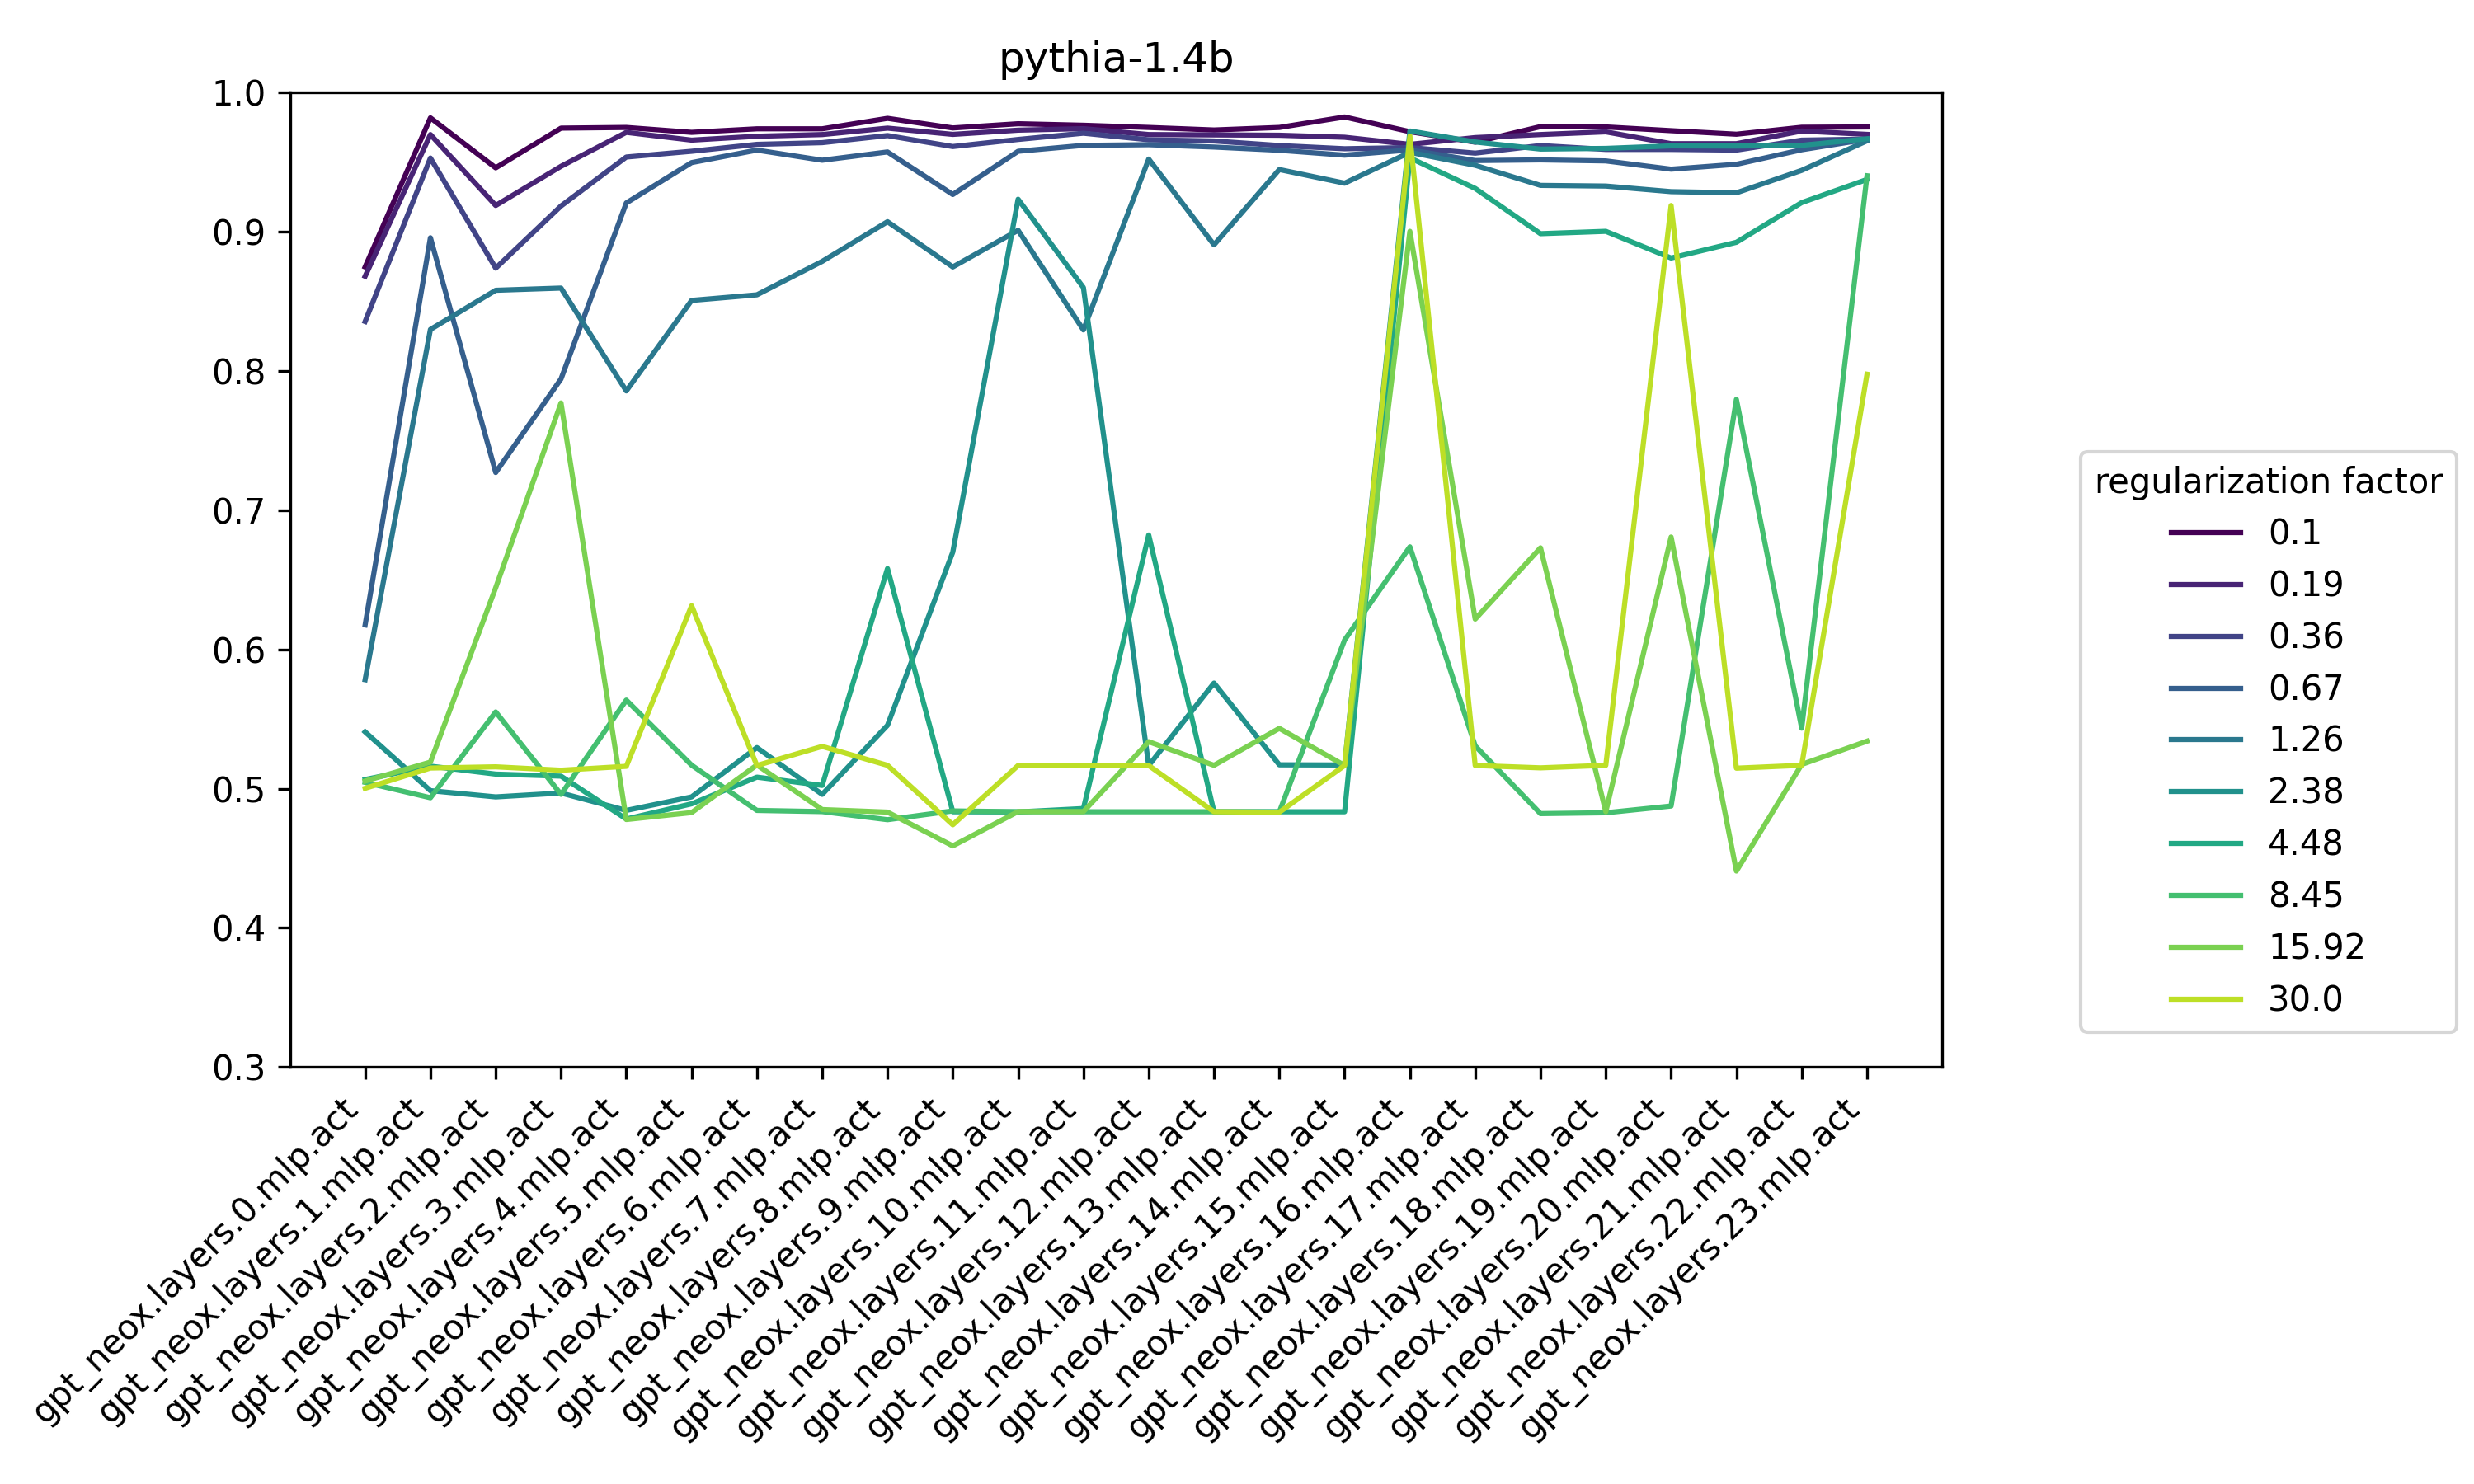 pythia-1.4b
1.0
0.9
0.8
0.7
0.6
0.5
0.4
0.3
gpt_neox.layers.0.mlp.act
gpt_neox.layers.1.mlp.act
gpt_neox.layers.2.mlp.act
gpt_neox.layers.3.mlp.act
gpt_neox.layers.4.mlp.act
gpt_neox.layers.5.mlp.act
gpt_neox.layers.6.mlp.act
gpt_neox.layers.7.mlp.act
gpt_neox.layers.8.mlp.act
gpt_neox.layers.9.mlp.act
gpt_neox.layers.10.mlp.act
gpt_neox.layers.11.mlp.act
gpt_neox.layers.12.mlp.act
gpt_neox.layers.13.mlp.act
gpt_neox.layers.14.mlp.act
gpt_neox.layers.15.mlp.act
gpt_neox.layers.16.mlp.act
gpt_neox.layers.17.mlp.act
gpt_neox.layers.18.mlp.act
gpt_neox.layers.19.mlp.act
gpt_neox.layers.20.mlp.act
gpt_neox.layers.21.mlp.act
gpt_neox.layers.22.mlp.act
gpt_neox.layers.23.mlp.act
regularization factor
0.1
0.19
0.36
0.67
1.26
2.38
4.48
8.45
15.92
30.0